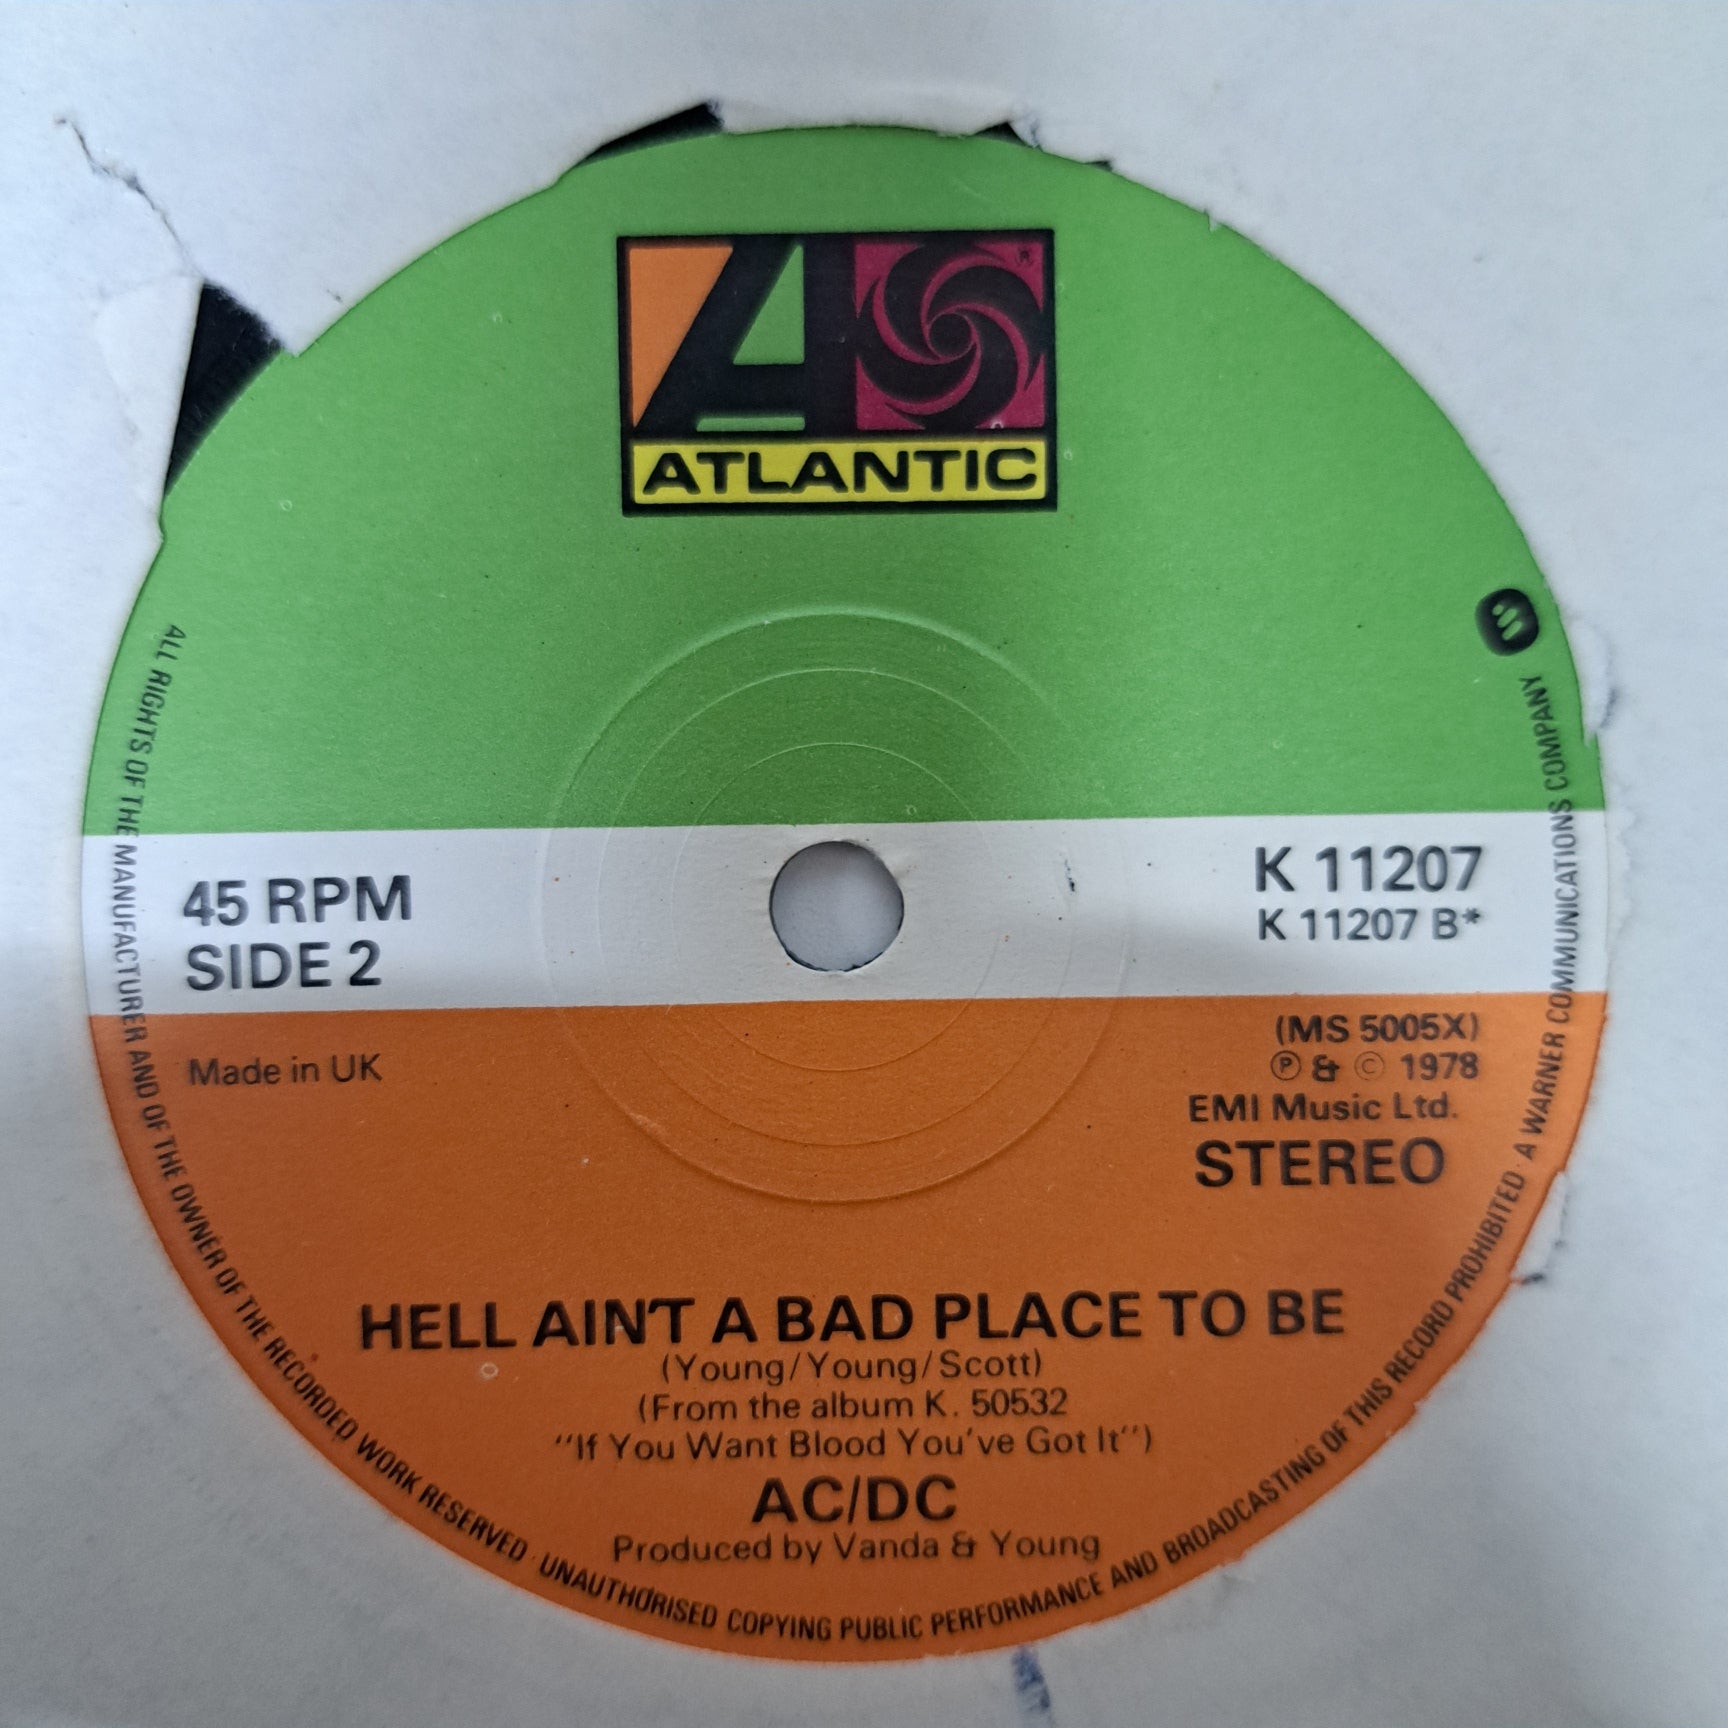 ATLANTIC
45 RPM
SIDE 2
Made in UK
K 11207
K 11207 B*
(MS 5005X)
Ⓟ & © 1978
EMI Music Ltd.
STEREO
HELL AIN'T A BAD PLACE TO BE
(Young/Young/Scott)
(From the album K. 50532
"If You Want Blood You've Got It")
AC/DC
Produced by Vanda & Young
ALL RIGHTS OF THE MANUFACTURER AND OF THE OWNER OF THE RECORDED WORK RESERVED · UNAUTHORISED COPYING PUBLIC PERFORMANCE AND BROADCASTING OF THIS RECORD PROHIBITED · A WARNER COMMUNICATIONS COMPANY